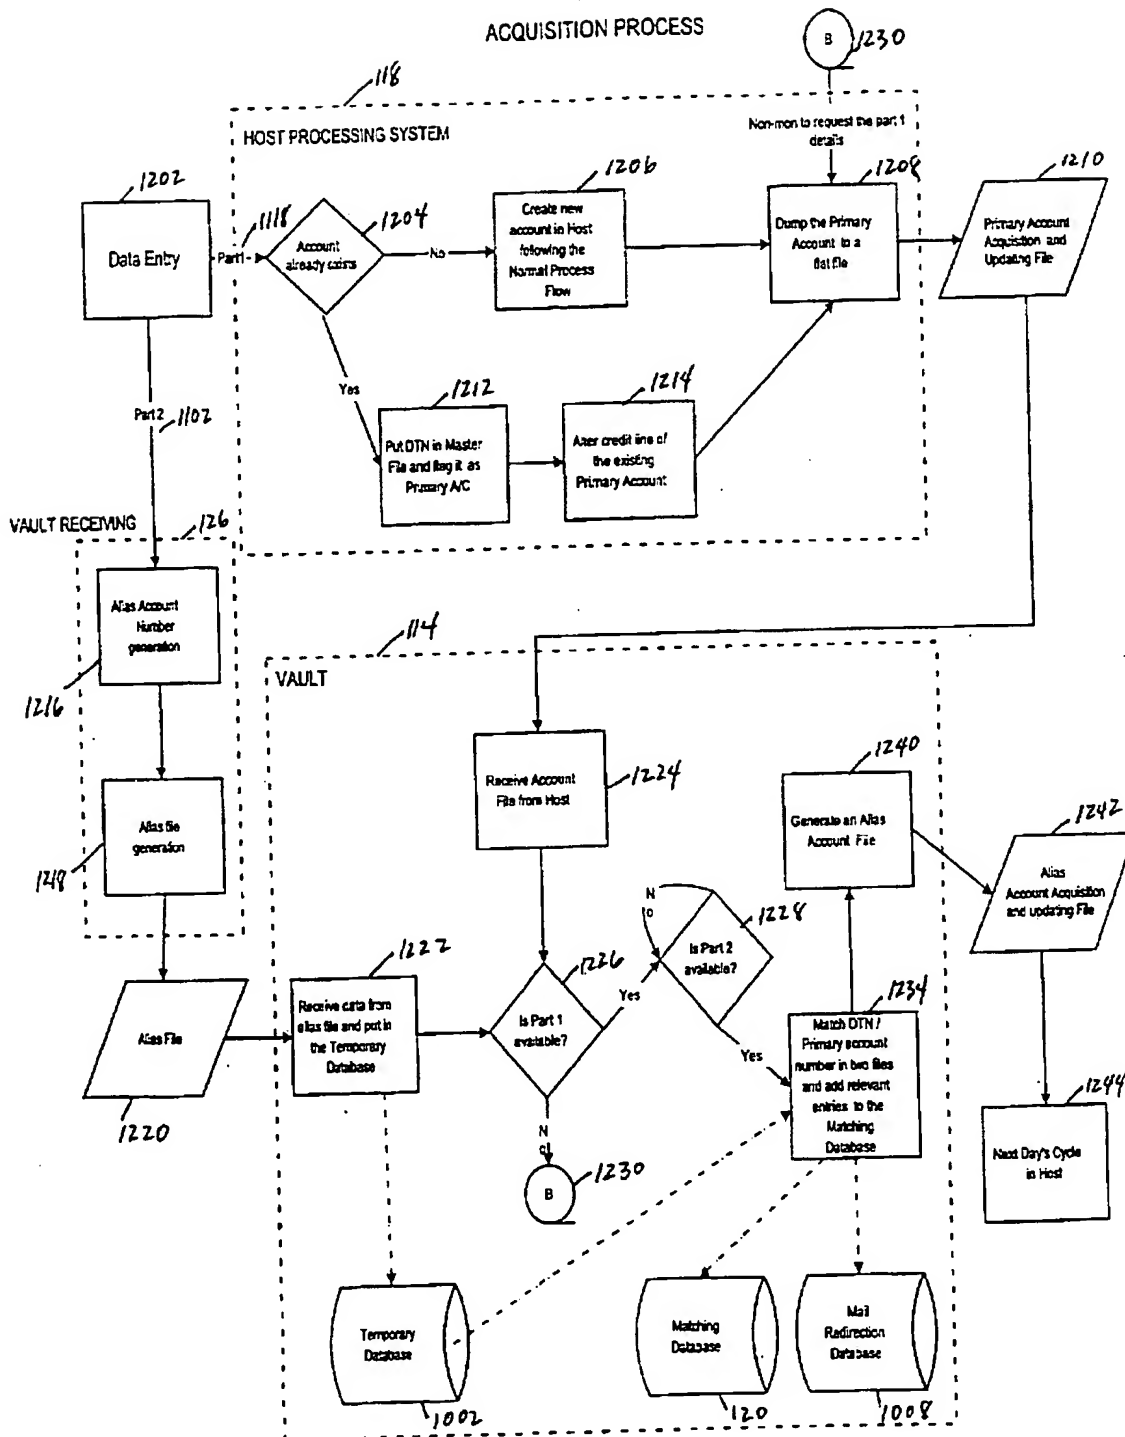 ACQUISITION PROCESS
B
1230
118
HOST PROCESSING SYSTEM
Non-mon to request the part 1
details
1202
Data Entry
1118
Part1
1204
Account
already exists
No
1206
Create new
account in Host
following the
Normal Process
Flow
1208
Dump the Primary
Account to a
flat file
1210
Primary Account
Acquisition and
Updating File
Yes
1212
Put DTN in Master
File and flag it as
Primary A/C
1214
Alter credit line of
the existing
Primary Account
Part 2
1102
VAULT RECEIVING
126
Alias Account
Number
generation
1216
Alias file
generation
1218
Alias File
1220
114
VAULT
Receive Account
File from Host
1224
1240
Generate an Alias
Account File
1242
Alias
Account Acquisition
and updating File
1222
Receive data from
alias file and put in
the Temporary
Database
1226
Is Part 1
available?
Yes
No
1228
Is Part 2
available?
Yes
1234
Match DTN /
Primary account
number in two files
and add relevant
entries to the
Matching
Database
1244
Next Day's Cycle
in Host
No
B
1230
Temporary
Database
1002
Matching
Database
120
Mail
Redirection
Database
1008